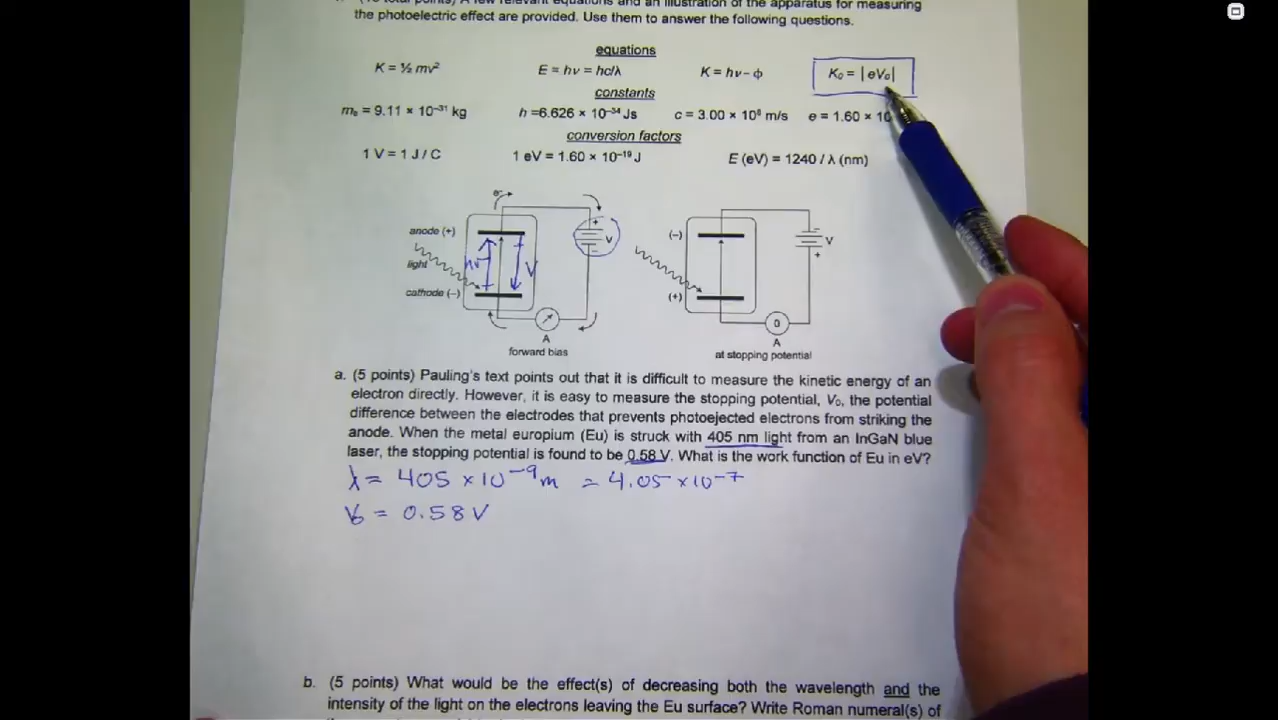 the photoelectric effect are provided. Use them to answer the following questions.
equations
K = ½ mv² E = hν = hc/λ K = hν – ϕ K₀ = | eV₀ |
constants
mₑ = 9.11 × 10⁻³¹ kg h =6.626 × 10⁻³⁴ Js c = 3.00 × 10⁸ m/s e = 1.60 × 10
conversion factors
1 V = 1 J / C 1 eV = 1.60 × 10⁻¹⁹ J E (eV) = 1240 / λ (nm)
e⁻
anode (+)
light
cathode (–)
hν
V
+
V
–
A
forward bias
(–)
(+)
–
V
+
0
A
at stopping potential
a. (5 points) Pauling's text points out that it is difficult to measure the kinetic energy of an
electron directly. However, it is easy to measure the stopping potential, V₀, the potential
difference between the electrodes that prevents photoejected electrons from striking the
anode. When the metal europium (Eu) is struck with 405 nm light from an InGaN blue
laser, the stopping potential is found to be 0.58 V. What is the work function of Eu in eV?
λ = 405 × 10⁻⁹ m = 4.05 × 10⁻⁷
V₀ = 0.58 V
b. (5 points) What would be the effect(s) of decreasing both the wavelength and the
intensity of the light on the electrons leaving the Eu surface? Write Roman numeral(s) of